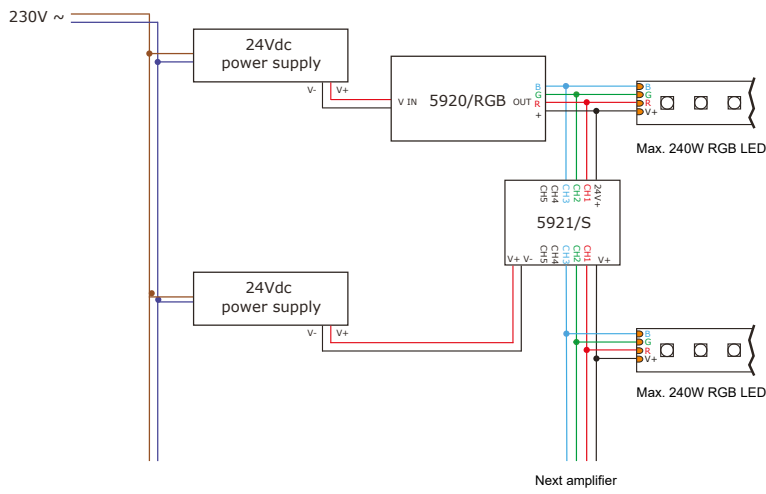 230V ~
24Vdc
power supply
V- V+
V IN
5920/RGB
OUT
B
G
R
+
B
G
R
V+
Max. 240W RGB LED
CH5
CH4
CH3
CH2
CH1
24V+
5921/S
V+ V-
CH5
CH4
CH3
CH2
CH1
V+
24Vdc
power supply
V- V+
B
G
R
V+
Max. 240W RGB LED
Next amplifier